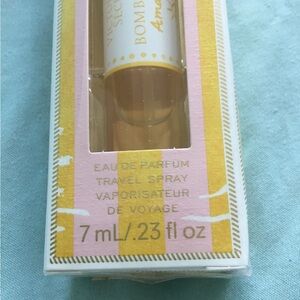 BOMB
EAU DE PARFUM
TRAVEL SPRAY
VAPORISATEUR
DE VOYAGE
7 mL/.23 fl oz